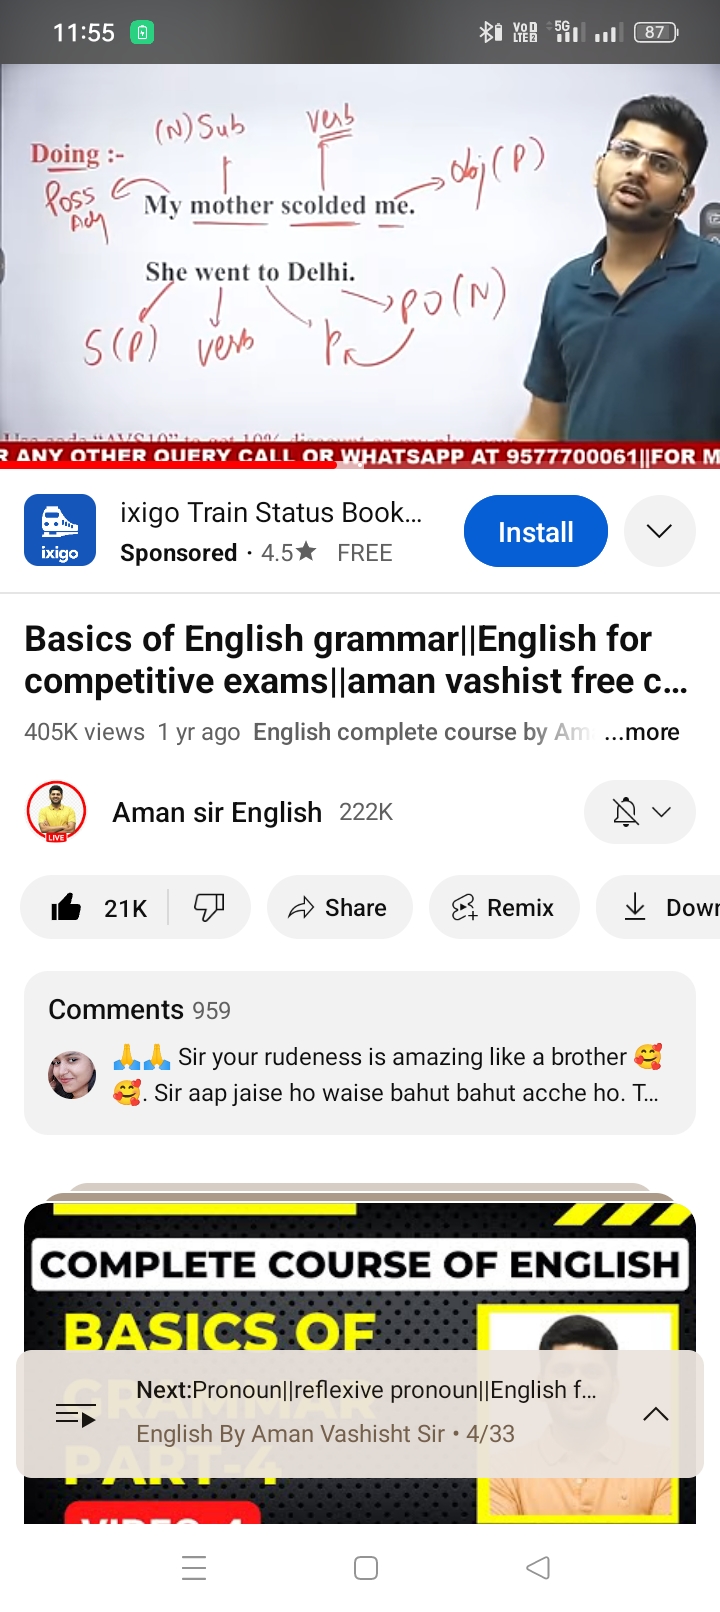 11:55
VoD LTE2 5G 87
(N) Sub verb
Doing :-
Obj (P)
Poss Adj
My mother scolded me.
She went to Delhi.
PO (N)
S (P) verb
R ANY OTHER QUERY CALL OR WHATSAPP AT 9577700061||FOR M
ixigo
ixigo Train Status Book...
Sponsored · 4.5★ FREE
Install
Basics of English grammar||English for
competitive exams||aman vashist free c...
405K views 1 yr ago English complete course by Am ...more
LIVE
Aman sir English 222K
21K Share Remix Down
Comments 959
🙏🙏 Sir your rudeness is amazing like a brother 🥰
🥰. Sir aap jaise ho waise bahut bahut acche ho. T...
COMPLETE COURSE OF ENGLISH
BASICS OF
GRAMMAR
Next:Pronoun||reflexive pronoun||English f...
English By Aman Vashisht Sir • 4/33
PART-4
VIDEO-4